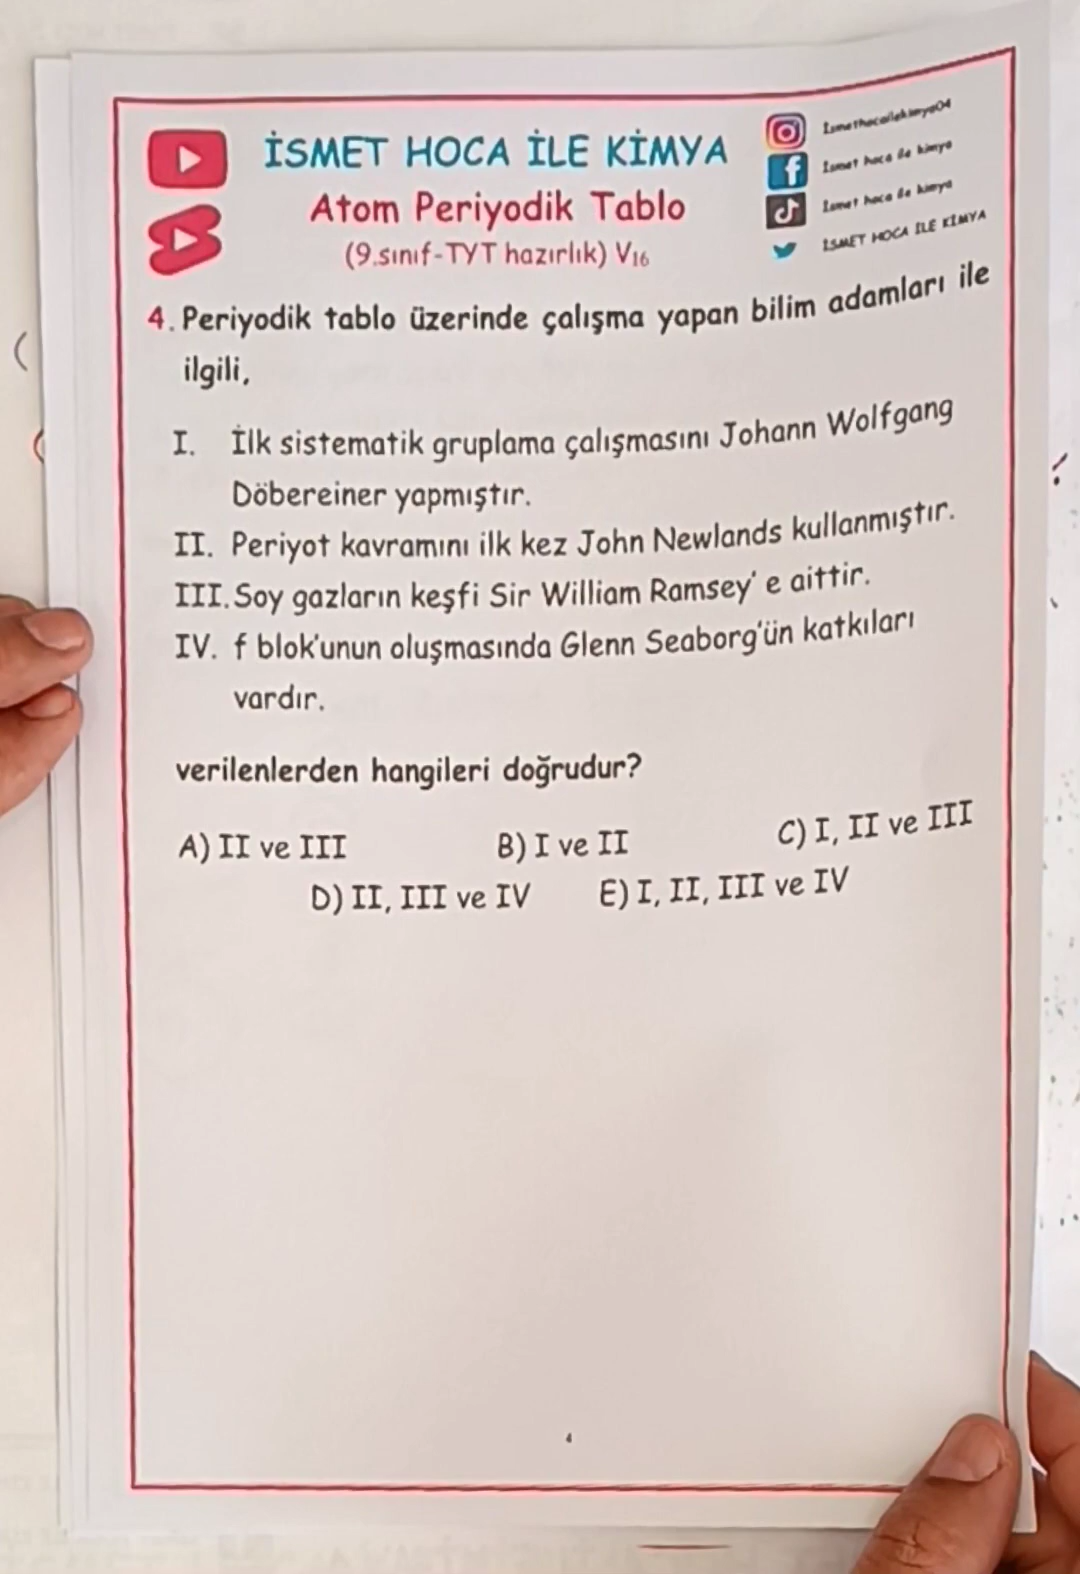 İSMET HOCA İLE KİMYA
Atom Periyodik Tablo
(9.sınıf-TYT hazırlık) V16
İsmethocailekimya04
İsmet hoca ile kimya
İsmet hoca ile kimya
İSMET HOCA İLE KİMYA
4. Periyodik tablo üzerinde çalışma yapan bilim adamları ile
ilgili,
I. İlk sistematik gruplama çalışmasını Johann Wolfgang
Döbereiner yapmıştır.
II. Periyot kavramını ilk kez John Newlands kullanmıştır.
III. Soy gazların keşfi Sir William Ramsey' e aittir.
IV. f blok'unun oluşmasında Glenn Seaborg'ün katkıları
vardır.
verilenlerden hangileri doğrudur?
A) II ve III B) I ve II C) I, II ve III
D) II, III ve IV E) I, II, III ve IV
4